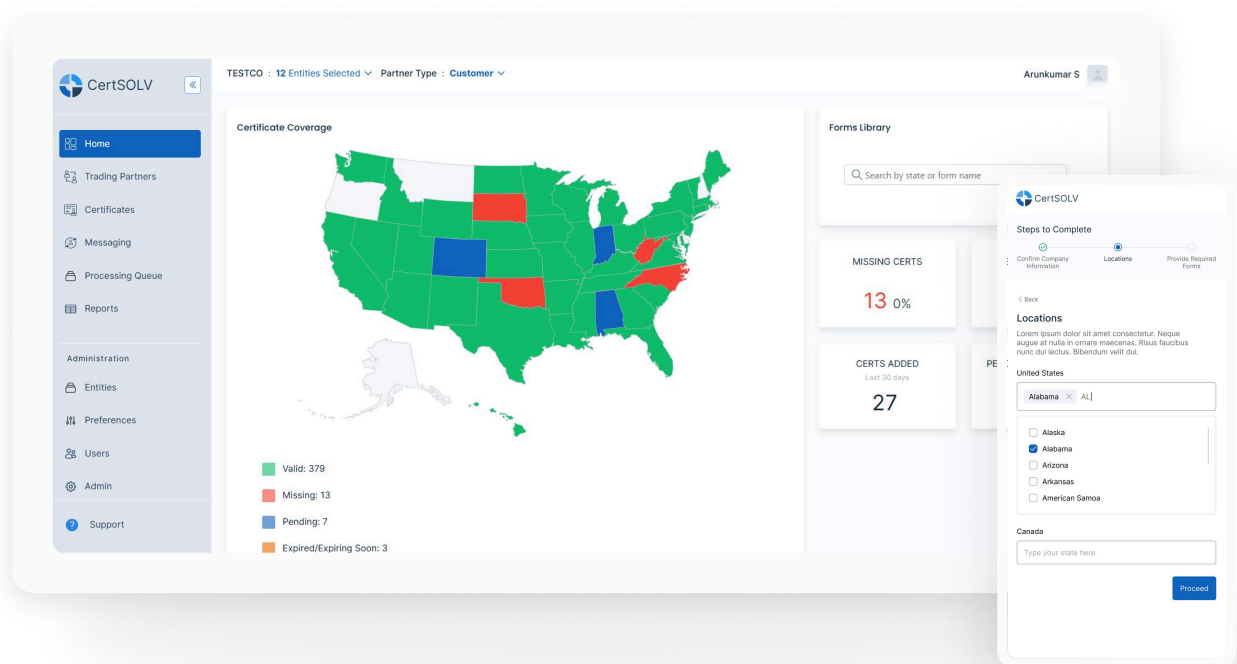 CertSOLV
Home
Trading Partners
Certificates
Messaging
Processing Queue
Reports
Administration
Entities
Preferences
Users
Admin
Support
TESTCO : 12 Entities Selected Partner Type : Customer
Arunkumar S
Certificate Coverage
Valid: 379
Missing: 13
Pending: 7
Expired/Expiring Soon: 3
Forms Library
Search by state or form name
MISSING CERTS
13 0%
CERTS ADDED
Last 30 days
27
PE
CertSOLV
Steps to Complete
Confirm Company
Information
Locations
Provide Required
Forms
Back
Locations
Lorem ipsum dolor sit amet consectetur. Neque
augue at nulla in ornare maecenas. Risus faucibus
nunc dui lectus. Bibendum velit dui.
United States
Alabama AL
Alaska
Alabama
Arizona
Arkansas
American Samoa
Canada
Type your state here
Proceed